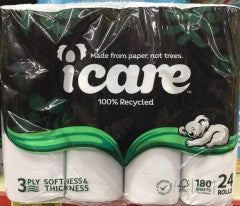 Made from paper, not trees.
icare
100% Recycled
3 PLY SOFTNESS & THICKNESS
180 SHEETS
24 ROLLS